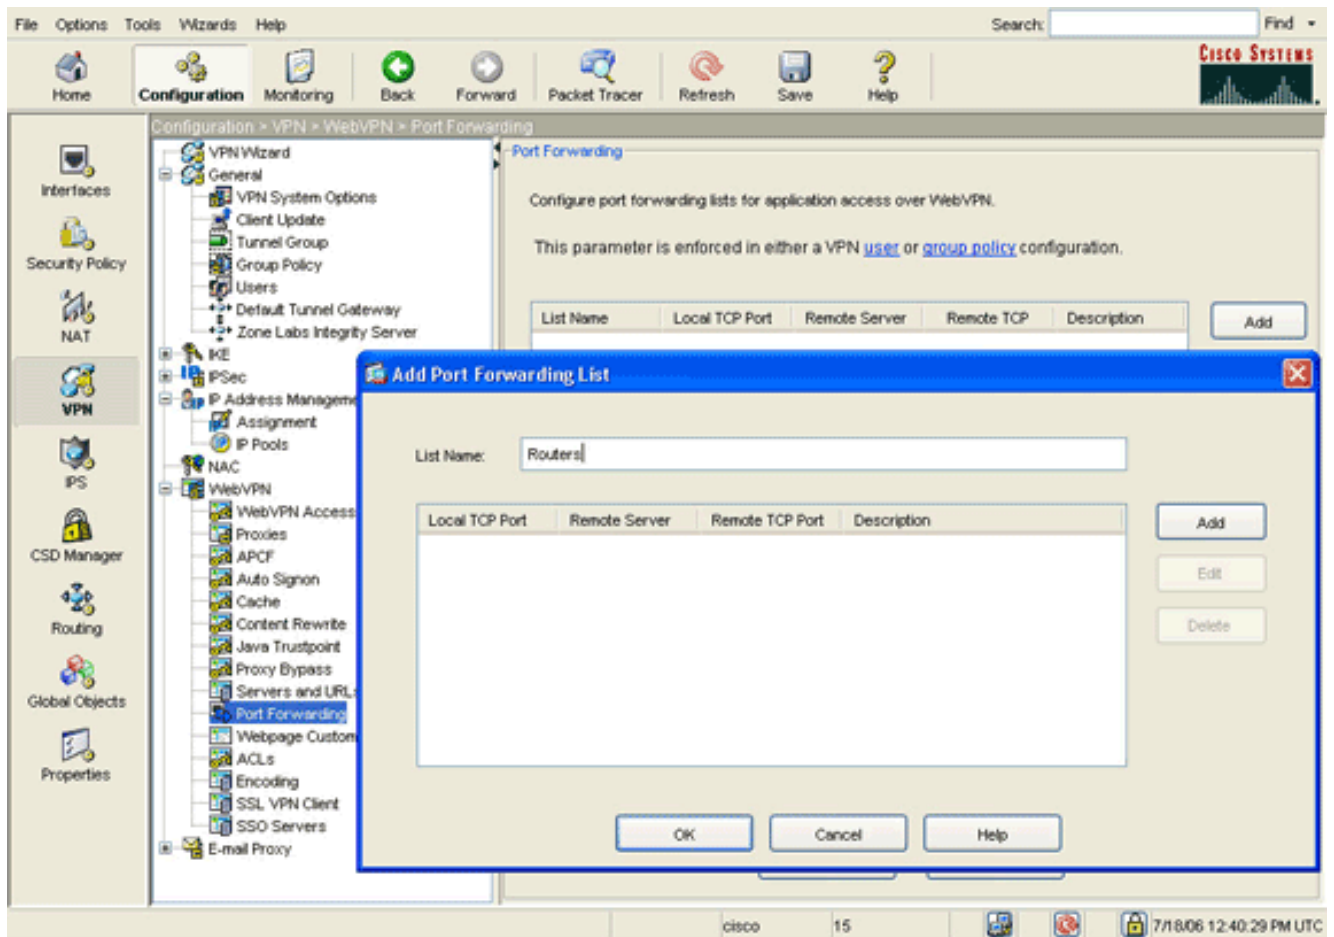 File Options Tools Wizards Help Search: Find
Home Configuration Monitoring Back Forward Packet Tracer Refresh Save Help
CISCO SYSTEMS
Configuration > VPN > WebVPN > Port Forwarding
Interfaces
Security Policy
NAT
VPN
IPS
CSD Manager
Routing
Global Objects
Properties
VPN Wizard
General
VPN System Options
Client Update
Tunnel Group
Group Policy
Users
Default Tunnel Gateway
Zone Labs Integrity Server
IKE
IPSec
IP Address Manageme
Assignment
IP Pools
NAC
WebVPN
WebVPN Access
Proxies
APCF
Auto Signon
Cache
Content Rewrite
Java Trustpoint
Proxy Bypass
Servers and URLs
Port Forwarding
Webpage Custom
ACLs
Encoding
SSL VPN Client
SSO Servers
E-mail Proxy
Port Forwarding
Configure port forwarding lists for application access over WebVPN.
This parameter is enforced in either a VPN user or group policy configuration.
List Name Local TCP Port Remote Server Remote TCP Description
Add
Add Port Forwarding List
List Name: Routers
Local TCP Port Remote Server Remote TCP Port Description
Add
Edit
Delete
OK Cancel Help
cisco 15 7/18/06 12:40:29 PM UTC